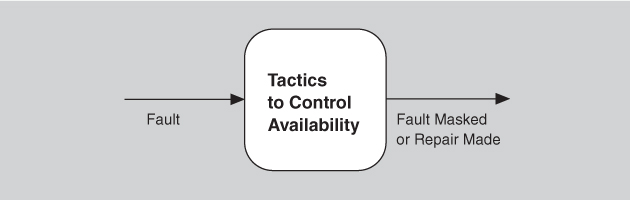 Fault
Tactics
to Control
Availability
Fault Masked
or Repair Made